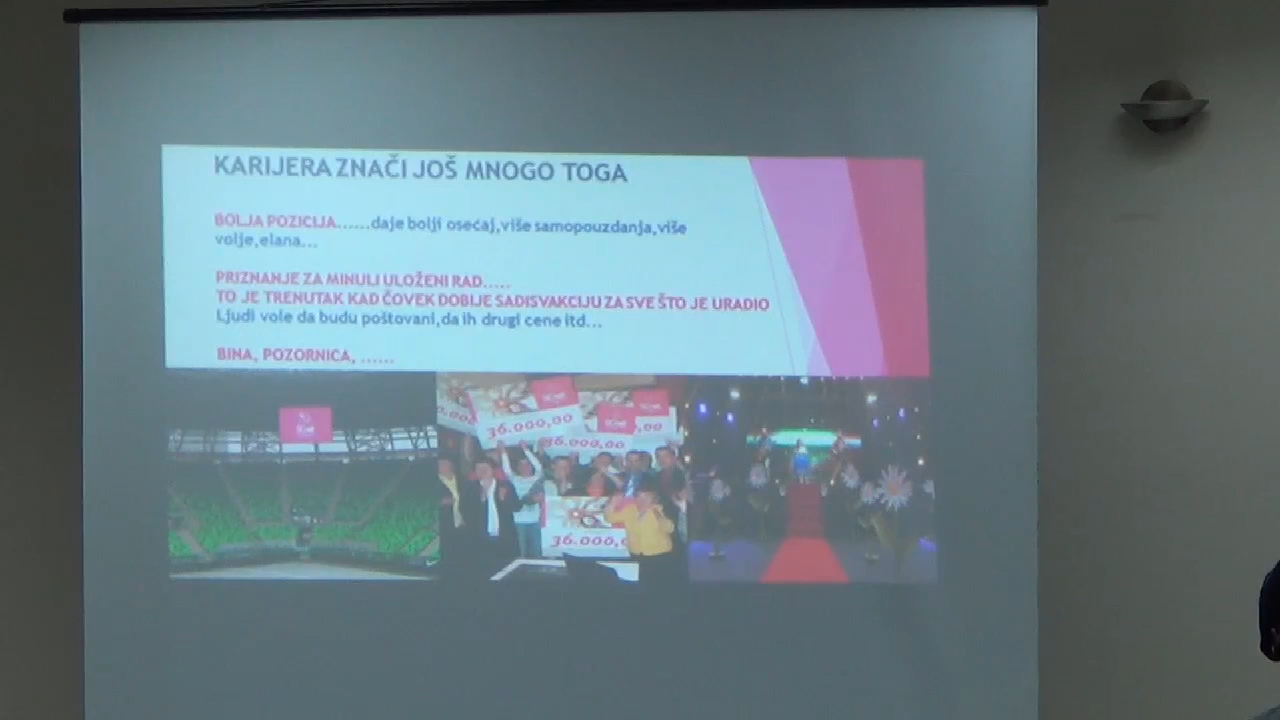 KARIJERA ZNAČI JOŠ MNOGO TOGA
BOLJA POZICIJA......daje bolji osećaj,više samopouzdanja,više
volje,elana...
PRIZNANJE ZA MINULI ULOŽENI RAD.....
TO JE TRENUTAK KAD ČOVEK DOBIJE SADISVAKCIJU ZA SVE ŠTO JE URADIO
Ljudi vole da budu poštovani,da ih drugi cene itd...
BINA, POZORNICA, ......
.000,
36.000,00
,00
36.000,00
36.000,